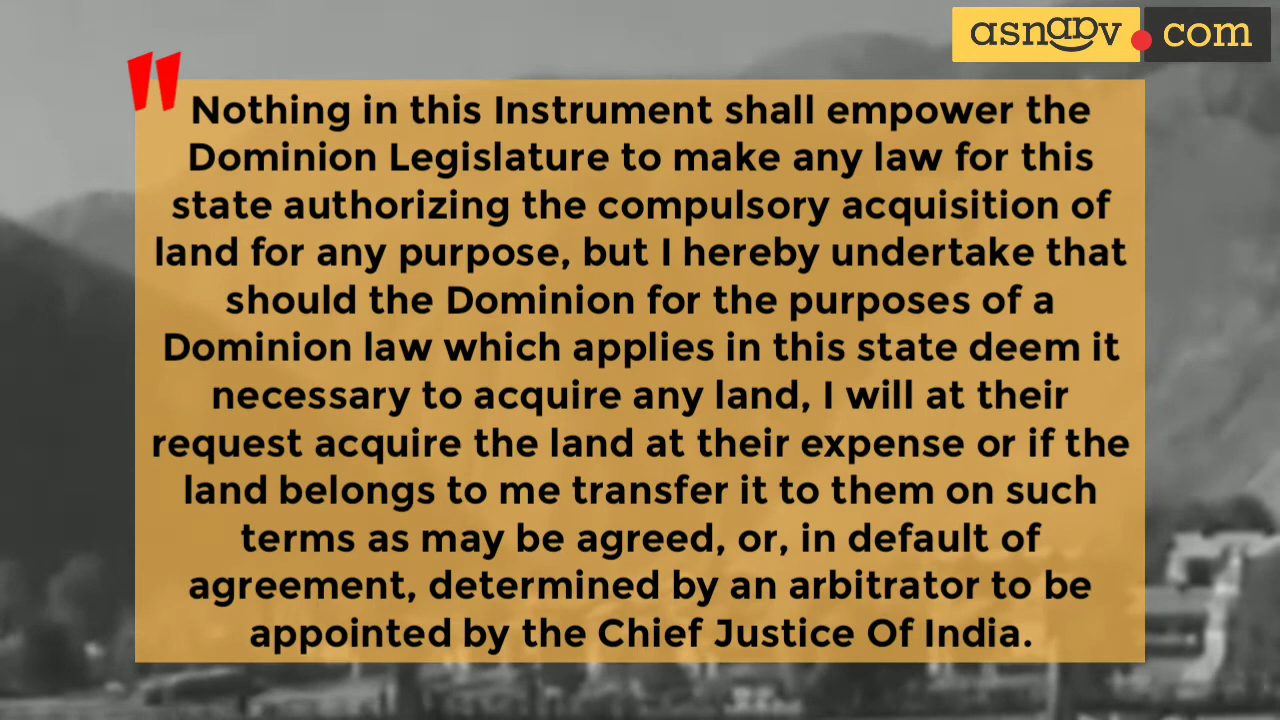 asnaav.com
"Nothing in this Instrument shall empower the
Dominion Legislature to make any law for this
state authorizing the compulsory acquisition of
land for any purpose, but I hereby undertake that
should the Dominion for the purposes of a
Dominion law which applies in this state deem it
necessary to acquire any land, I will at their
request acquire the land at their expense or if the
land belongs to me transfer it to them on such
terms as may be agreed, or, in default of
agreement, determined by an arbitrator to be
appointed by the Chief Justice Of India.